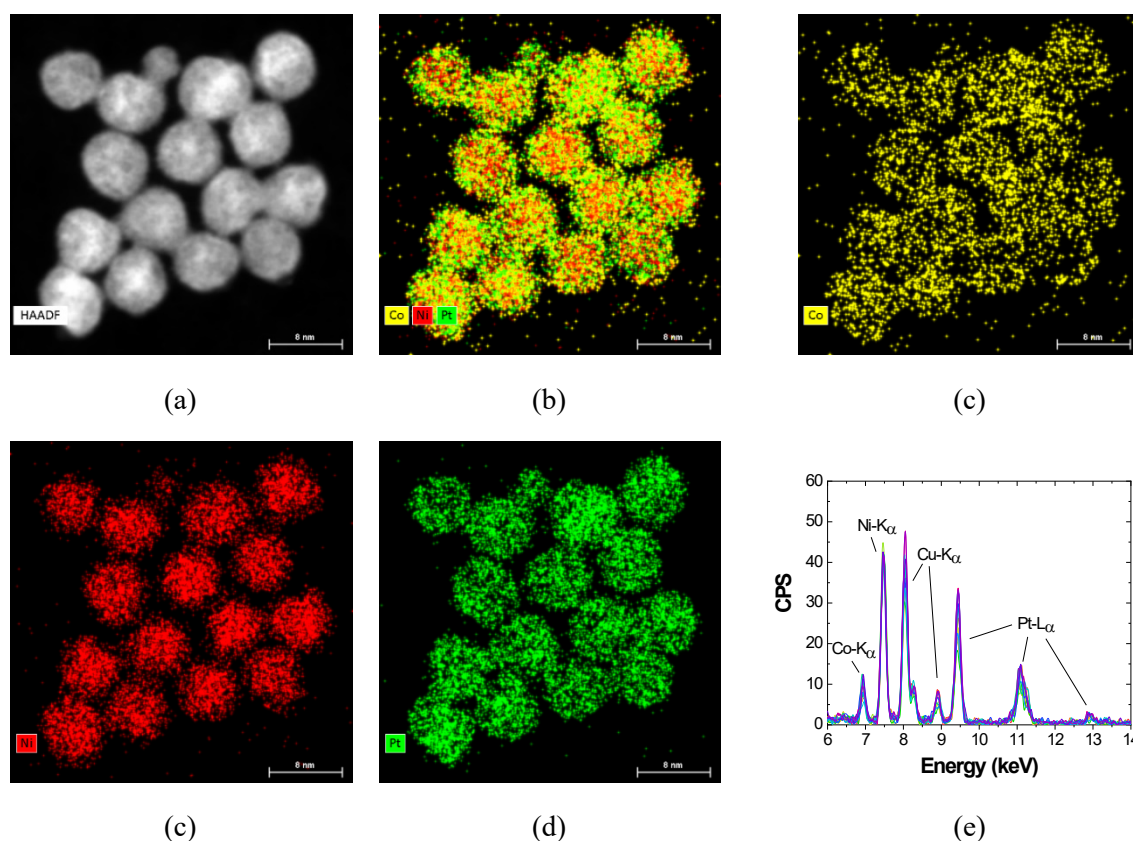 HAADF
8 nm
Co Ni Pt
8 nm
Co
8 nm
(a)
(b)
(c)
Ni
8 nm
Pt
8 nm
60
50
40
30
20
10
0
CPS
Ni-Kα
Cu-Kα
Co-Kα
Pt-Lα
6 7 8 9 10 11 12 13 14
Energy (keV)
(c)
(d)
(e)